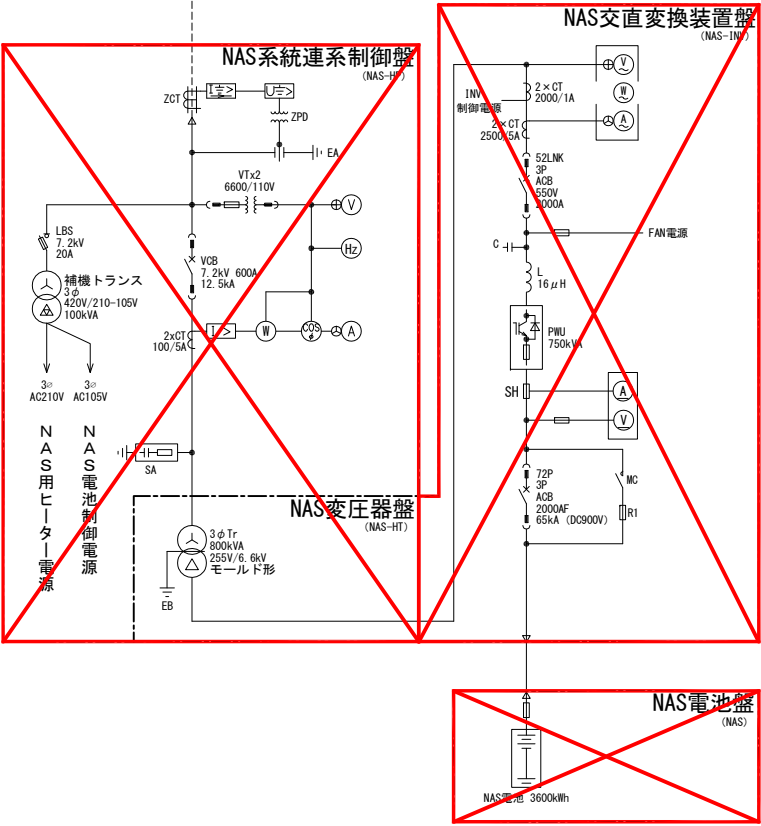 NAS系統連系制御盤
(NAS-H
ZCT
I≥>
U≥>
ZPD
EA
VTx2
6600/110V
V
LBS
7.2kV
20A
VCB
7.2kV 600A
12.5kA
Hz
補機トランス
3φ
420V/210-105V
100kVA
2xCT
100/5A
I >
W
COS
φ
A
3∅
AC210V
3∅
AC105V
NAS用ヒーター電源
NAS電池制御電源
SA
NAS変圧器盤
(NAS-HT)
3φTr
800kVA
255V/6.6kV
モールド形
EB
NAS交直変換装置盤
(NAS-INV)
V
W
A
2×CT
2000/1A
INV
制御電源
2×CT
2500/5A
52LNK
3P
ACB
550V
2000A
FAN電源
C
L
16μH
PWU
750kVA
SH
A
V
72P
3P
ACB
2000AF
65kA (DC900V)
MC
R1
NAS電池盤
(NAS)
NAS電池 3600kWh